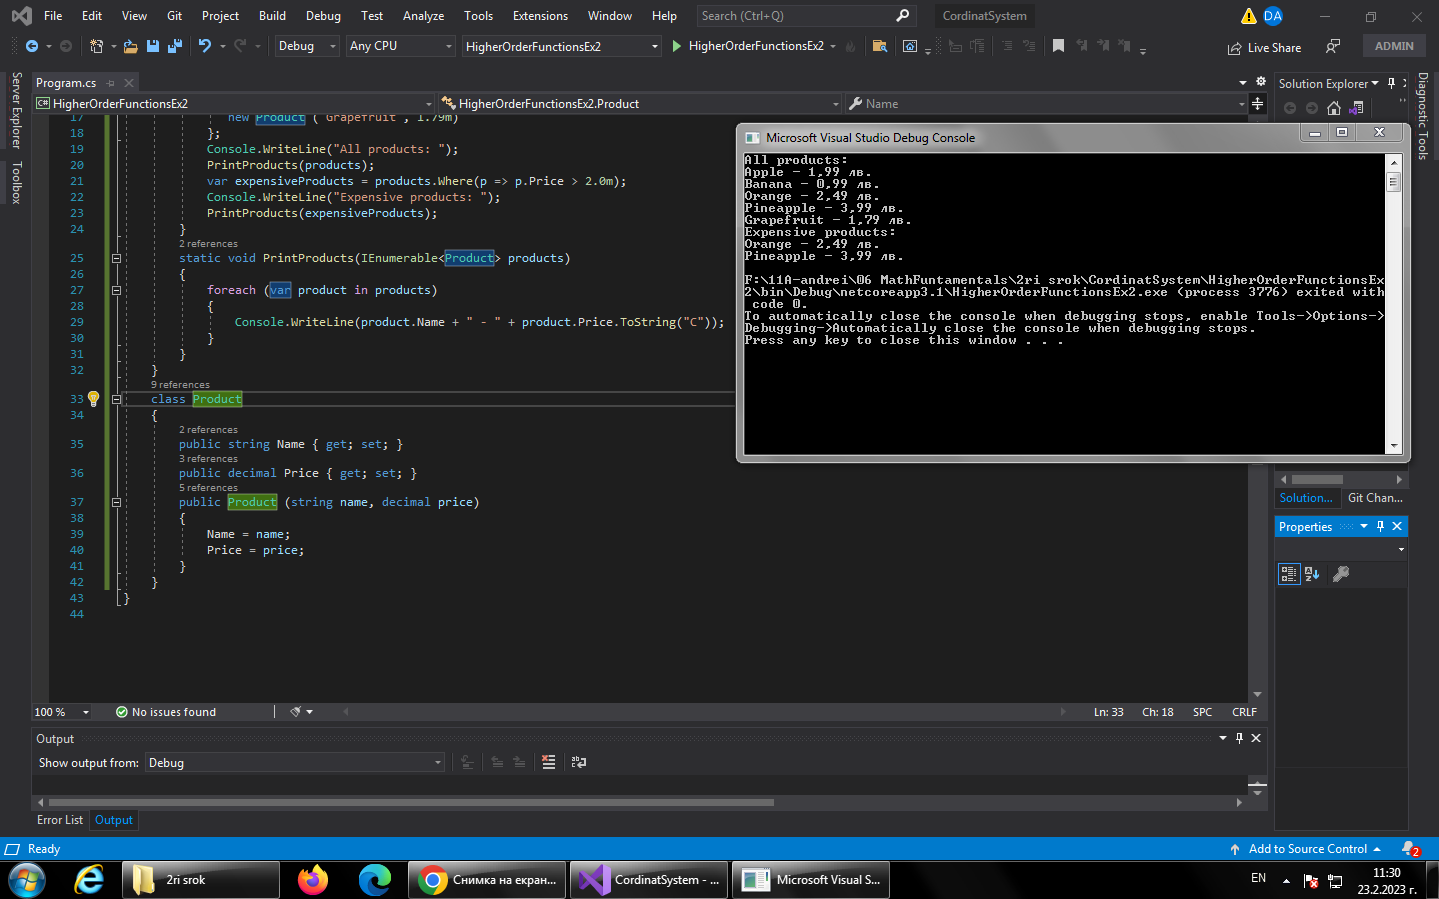 File Edit View Git Project Build Debug Test Analyze Tools Extensions Window Help Search (Ctrl+Q) CordinatSystem DA
Debug Any CPU HigherOrderFunctionsEx2 HigherOrderFunctionsEx2 Live Share ADMIN
Server Explorer
Toolbox
Program.cs
HigherOrderFunctionsEx2 HigherOrderFunctionsEx2.Product Name
17 new Product ("Grapefruit", 1.79m)
18 };
19 Console.WriteLine("All products: ");
20 PrintProducts(products);
21 var expensiveProducts = products.Where(p => p.Price > 2.0m);
22 Console.WriteLine("Expensive products: ");
23 PrintProducts(expensiveProducts);
24 }
2 references
25 static void PrintProducts(IEnumerable<Product> products)
26 {
27 foreach (var product in products)
28 {
29 Console.WriteLine(product.Name + " - " + product.Price.ToString("C"));
30 }
31 }
32 }
9 references
33 class Product
34 {
2 references
35 public string Name { get; set; }
3 references
36 public decimal Price { get; set; }
5 references
37 public Product (string name, decimal price)
38 {
39 Name = name;
40 Price = price;
41 }
42 }
43 }
44
100 % No issues found Ln: 33 Ch: 18 SPC CRLF
Microsoft Visual Studio Debug Console
All products:
Apple - 1,99 лв.
Banana - 0,99 лв.
Orange - 2,49 лв.
Pineapple - 3,99 лв.
Grapefruit - 1,79 лв.
Expensive products:
Orange - 2,49 лв.
Pineapple - 3,99 лв.
F:\11A-andrei\06 MathFuntamentals\2ri srok\CordinatSystem\HigherOrderFunctionsEx
2\bin\Debug\netcoreapp3.1\HigherOrderFunctionsEx2.exe (process 3776) exited with
code 0.
To automatically close the console when debugging stops, enable Tools->Options->
Debugging->Automatically close the console when debugging stops.
Press any key to close this window . . .
Solution Explorer
Diagnostic Tools
Solution... Git Chan...
Properties
Output
Show output from: Debug
Error List Output
Ready Add to Source Control 2
2ri srok Снимка на екран... CordinatSystem - ... Microsoft Visual S... EN 11:30
23.2.2023 г.